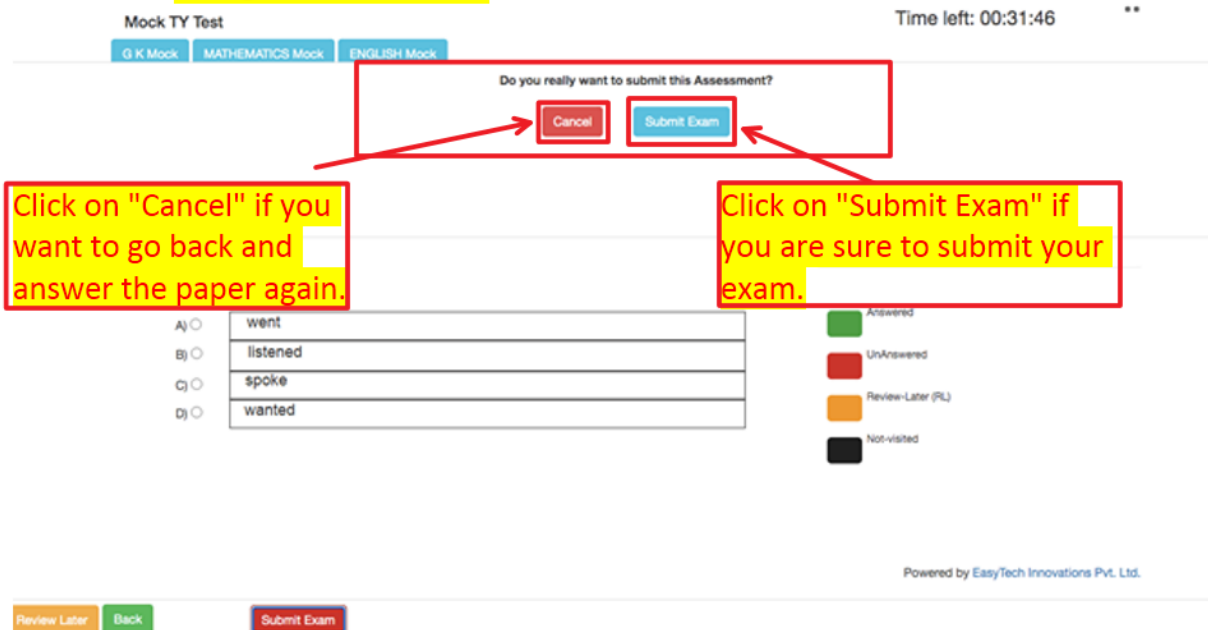 Mock TY Test
Time left: 00:31:46
G K Mock
MATHEMATICS Mock
ENGLISH Mock
Do you really want to submit this Assessment?
Cancel
Submit Exam
Click on "Cancel" if you
want to go back and
answer the paper again.
Click on "Submit Exam" if
you are sure to submit your
exam.
A) went
B) listened
C) spoke
D) wanted
Answered
UnAnswered
Review-Later (RL)
Not-visited
Powered by EasyTech Innovations Pvt. Ltd.
Review Later
Back
Submit Exam